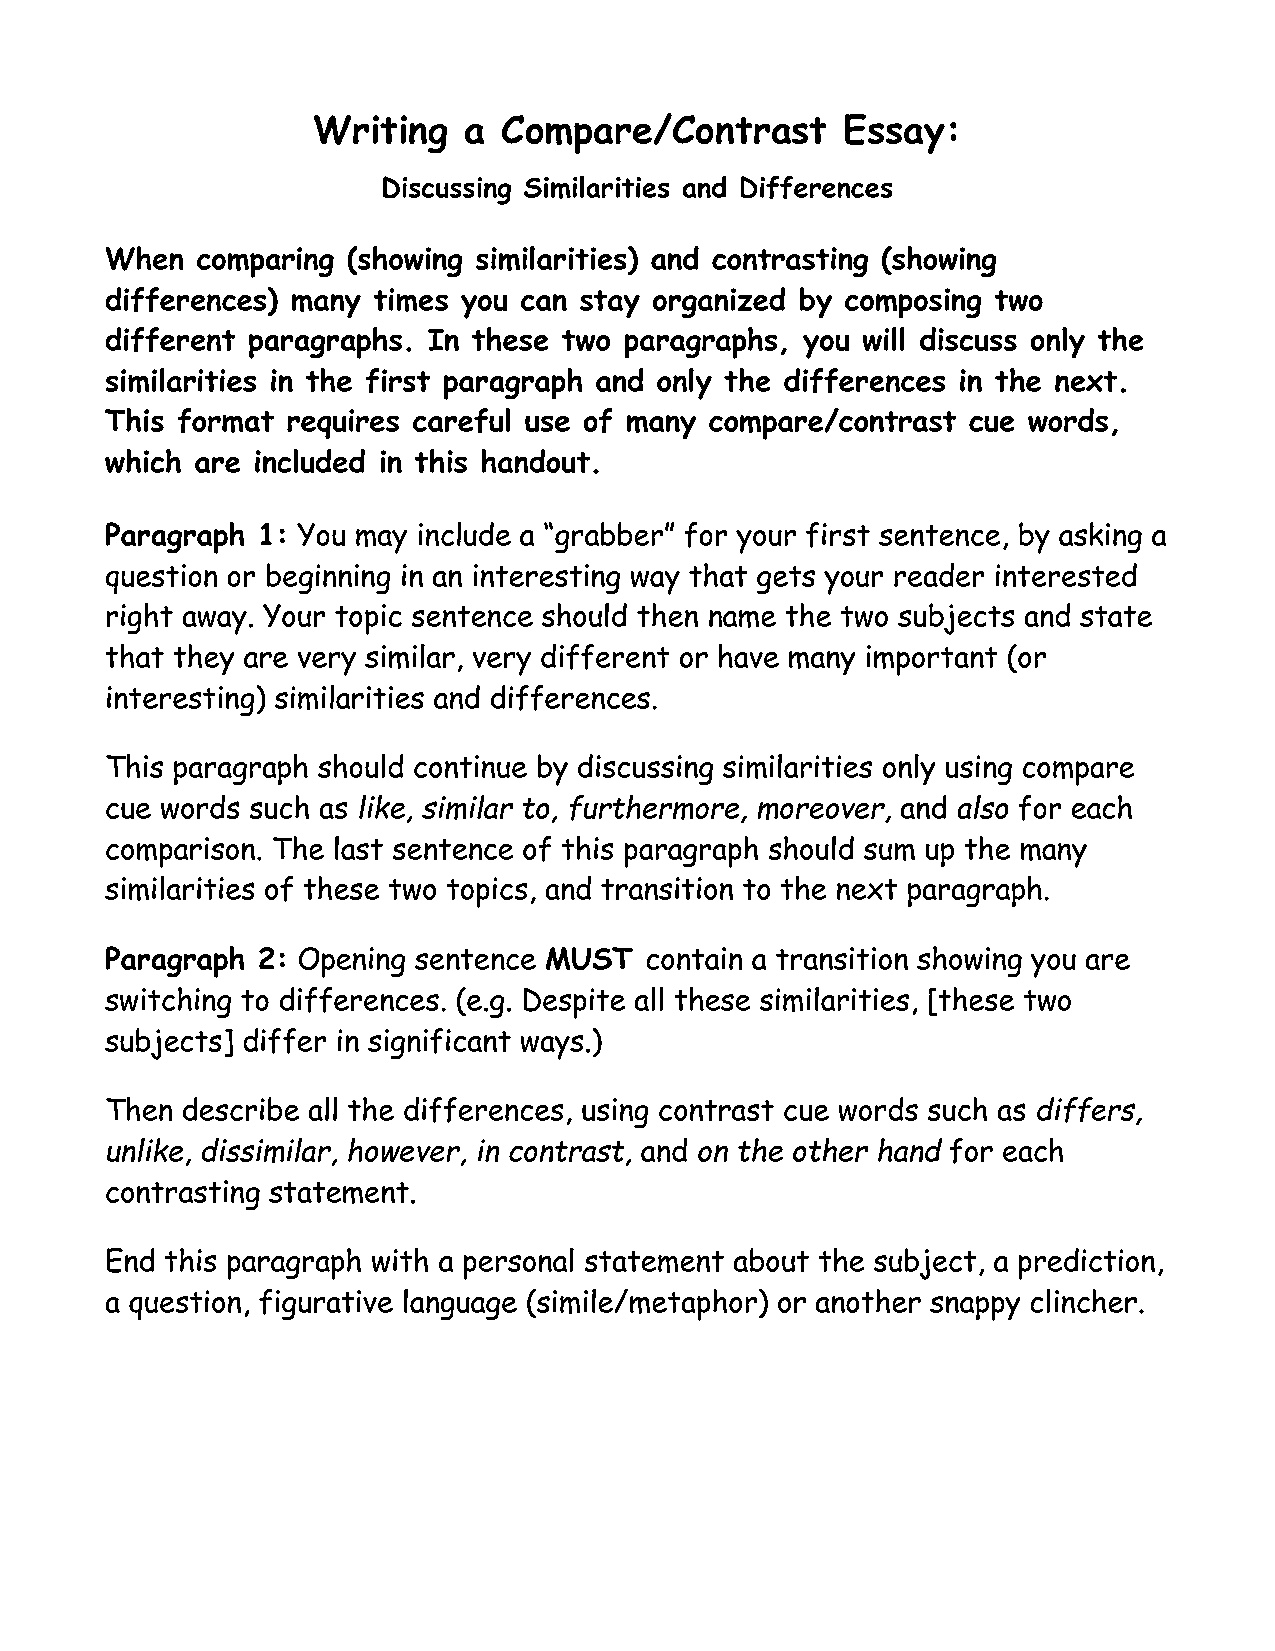 Writing a Compare/Contrast Essay:
Discussing Similarities and Differences
When comparing (showing similarities) and contrasting (showing
differences) many times you can stay organized by composing two
different paragraphs. In these two paragraphs, you will discuss only the
similarities in the first paragraph and only the differences in the next.
This format requires careful use of many compare/contrast cue words,
which are included in this handout.
Paragraph 1: You may include a “grabber” for your first sentence, by asking a
question or beginning in an interesting way that gets your reader interested
right away. Your topic sentence should then name the two subjects and state
that they are very similar, very different or have many important (or
interesting) similarities and differences.
This paragraph should continue by discussing similarities only using compare
cue words such as like, similar to, furthermore, moreover, and also for each
comparison. The last sentence of this paragraph should sum up the many
similarities of these two topics, and transition to the next paragraph.
Paragraph 2: Opening sentence MUST contain a transition showing you are
switching to differences. (e.g. Despite all these similarities, [these two
subjects] differ in significant ways.)
Then describe all the differences, using contrast cue words such as differs,
unlike, dissimilar, however, in contrast, and on the other hand for each
contrasting statement.
End this paragraph with a personal statement about the subject, a prediction,
a question, figurative language (simile/metaphor) or another snappy clincher.